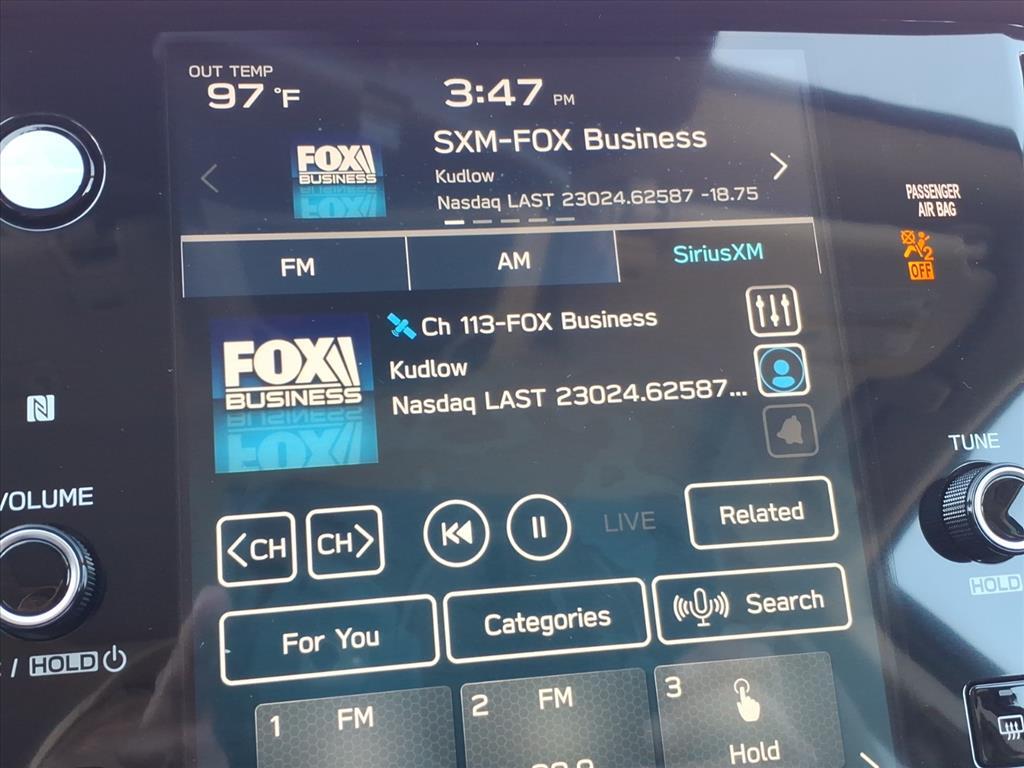 OUT TEMP
97 °F
3:47 PM
SXM-FOX Business
FOX
BUSINESS
Kudlow
Nasdaq LAST 23024.62587 -18.75
PASSENGER
AIR BAG
2
OFF
FM
AM
SiriusXM
Ch 113-FOX Business
FOX
BUSINESS
Kudlow
Nasdaq LAST 23024.62587...
VOLUME
TUNE
<CH
CH>
LIVE
Related
HOLD
For You
Categories
Search
/ HOLD
1 FM
2 FM
3
Hold